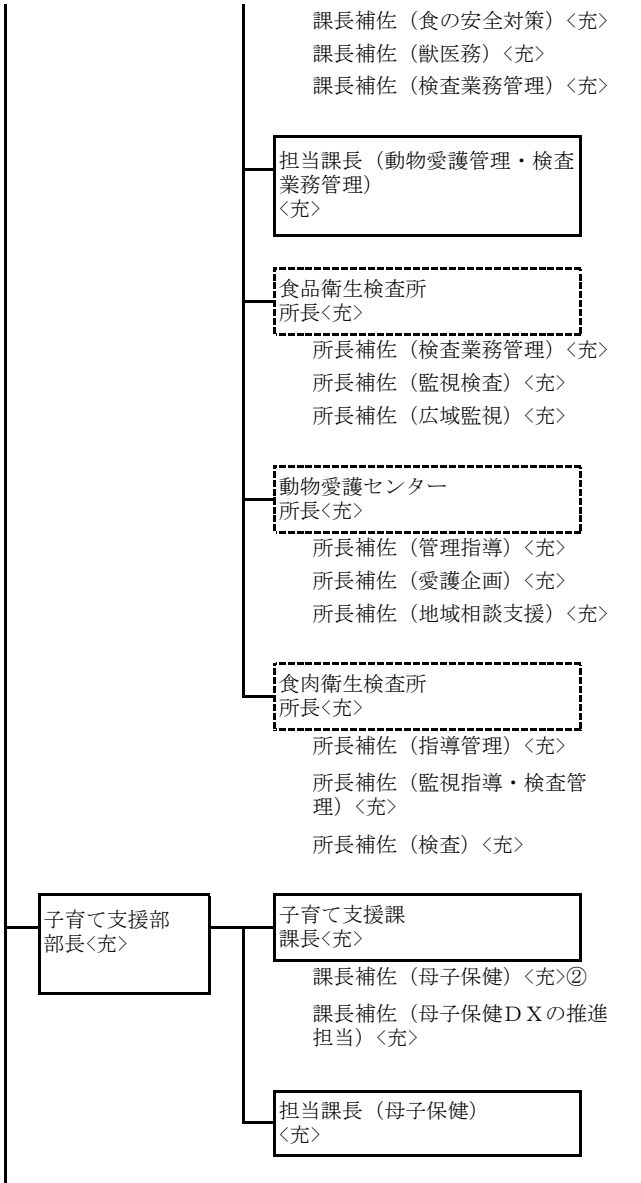 課長補佐（食の安全対策）<充>
課長補佐（獣医務）<充>
課長補佐（検査業務管理）<充>
担当課長（動物愛護管理・検査
業務管理）
<充>
食品衛生検査所
所長<充>
所長補佐（検査業務管理）<充>
所長補佐（監視検査）<充>
所長補佐（広域監視）<充>
動物愛護センター
所長<充>
所長補佐（管理指導）<充>
所長補佐（愛護企画）<充>
所長補佐（地域相談支援）<充>
食肉衛生検査所
所長<充>
所長補佐（指導管理）<充>
所長補佐（監視指導・検査管
理）<充>
所長補佐（検査）<充>
子育て支援部
部長<充>
子育て支援課
課長<充>
課長補佐（母子保健）<充>②
課長補佐（母子保健ＤＸの推進
担当）<充>
担当課長（母子保健）
<充>